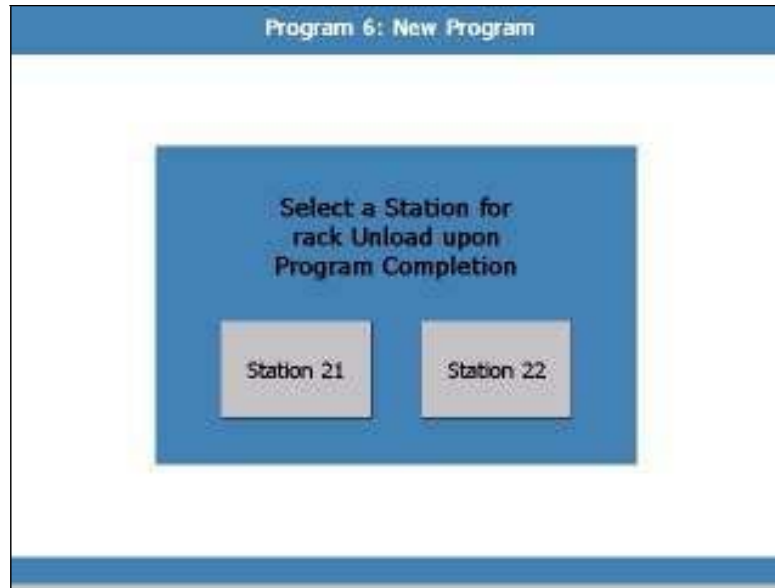 Program 6: New Program
Select a Station for
rack Unload upon
Program Completion
Station 21
Station 22